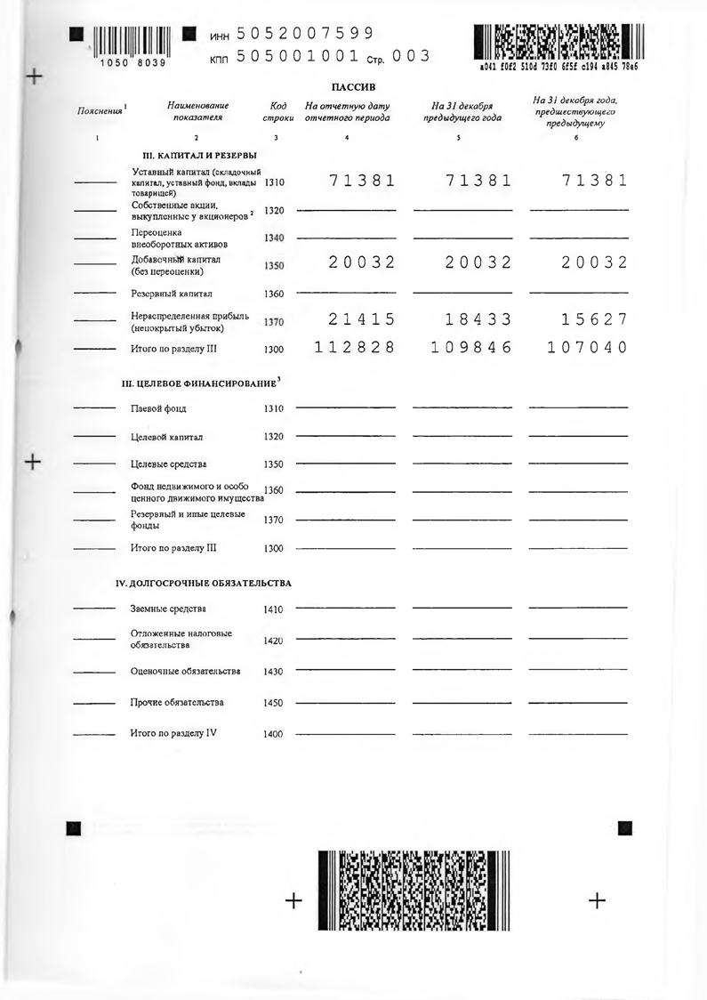 ИНН 5052007599
КПП 505001001 Стр. 003
1050 8039
a041 f0f2 510d 73f0 6f5f c194 a845 78e6
ПАССИВ
Пояснения 1 Наименование показателя Код строки На отчетную дату отчетного периода На 31 декабря предыдущего года На 31 декабря года, предшествующего предыдущему
1 2 3 4 5 6
III. КАПИТАЛ И РЕЗЕРВЫ
Уставный капитал (складочный
капитал, уставный фонд, вклады 1310 71381 71381 71381
товарищей)
Собственные акции,
выкупленные у акционеров 2 1320
Переоценка
внеоборотных активов 1340
Добавочный капитал
(без переоценки) 1350 20032 20032 20032
Резервный капитал 1360
Нераспределенная прибыль
(непокрытый убыток) 1370 21415 18433 15627
Итого по разделу III 1300 112828 109846 107040
III. ЦЕЛЕВОЕ ФИНАНСИРОВАНИЕ 3
Паевой фонд 1310
Целевой капитал 1320
Целевые средства 1350
Фонд недвижимого и особо
ценного движимого имущества 1360
Резервный и иные целевые
фонды 1370
Итого по разделу III 1300
IV. ДОЛГОСРОЧНЫЕ ОБЯЗАТЕЛЬСТВА
Заемные средства 1410
Отложенные налоговые
обязательства 1420
Оценочные обязательства 1430
Прочие обязательства 1450
Итого по разделу IV 1400